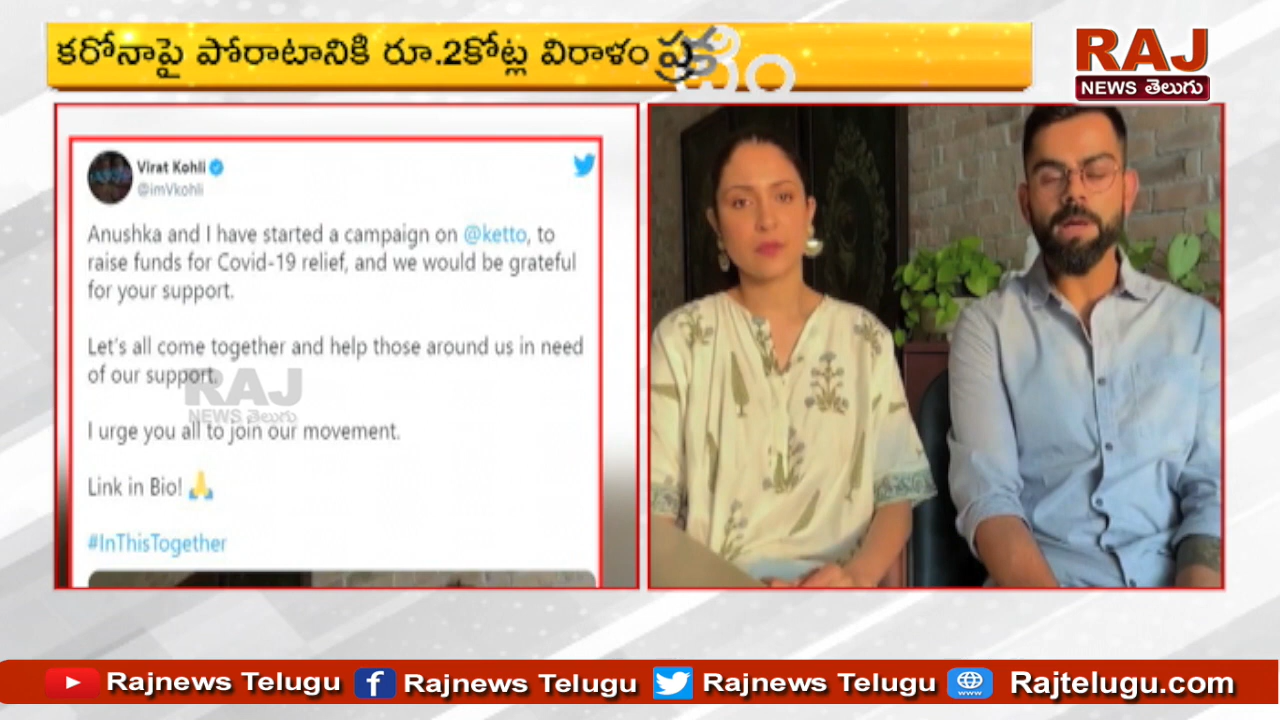 కరోనాపై పోరాటానికి రూ.2కోట్ల విరాళం
RAJ
NEWS తెలుగు
Virat Kohli
@imVkohli
Anushka and I have started a campaign on @ketto, to
raise funds for Covid-19 relief, and we would be grateful
for your support.
Let's all come together and help those around us in need
of our support.
RAJ
NEWS తెలుగు
I urge you all to join our movement.
Link in Bio! 🙏
#InThisTogether
Rajnews Telugu
Rajnews Telugu
Rajnews Telugu
www
Rajtelugu.com